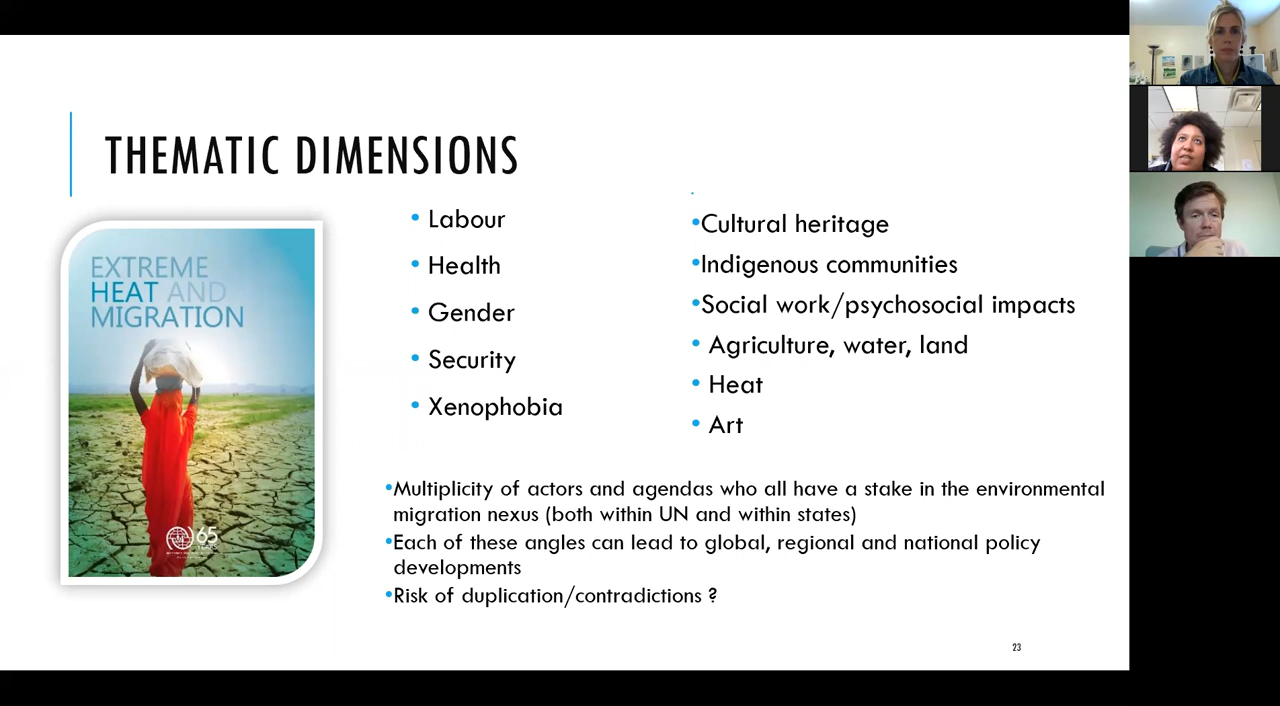 THEMATIC DIMENSIONS
EXTREME
HEAT AND
MIGRATION
65
YEARS
• Labour
• Health
• Gender
• Security
• Xenophobia
•
•Cultural heritage
•Indigenous communities
•Social work/psychosocial impacts
• Agriculture, water, land
• Heat
• Art
•Multiplicity of actors and agendas who all have a stake in the environmental
migration nexus (both within UN and within states)
•Each of these angles can lead to global, regional and national policy
developments
•Risk of duplication/contradictions ?
23